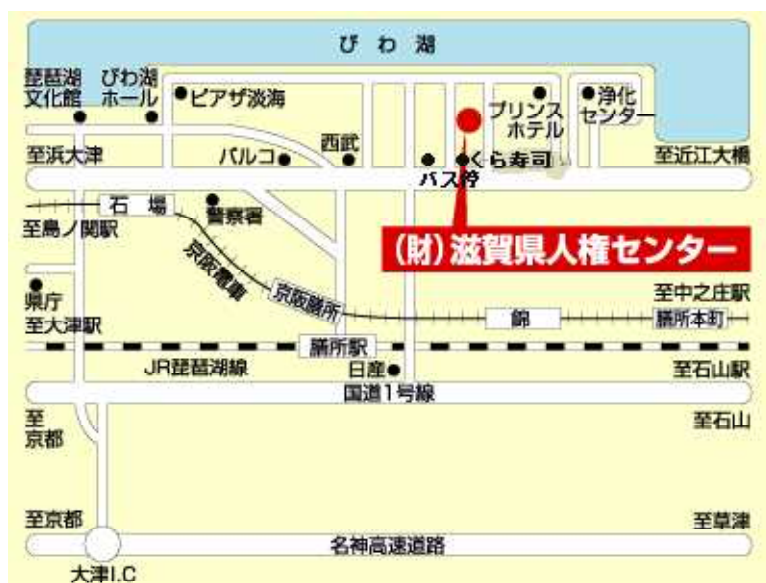 びわ湖
琵琶湖
文化館
びわ湖
ホール
ピアザ淡海
プリンス
ホテル
浄化
センター
西武
パルコ
至浜大津
くら寿司
バス停
至近江大橋
石場
警察署
至島ノ関駅
(財)滋賀県人権センター
京阪電車
県庁
京阪膳所
至中之庄駅
錦
膳所本町
至大津駅
膳所駅
JR琵琶湖線
日産
至石山駅
国道1号線
至
京都
至石山
至京都
至草津
名神高速道路
大津I.C